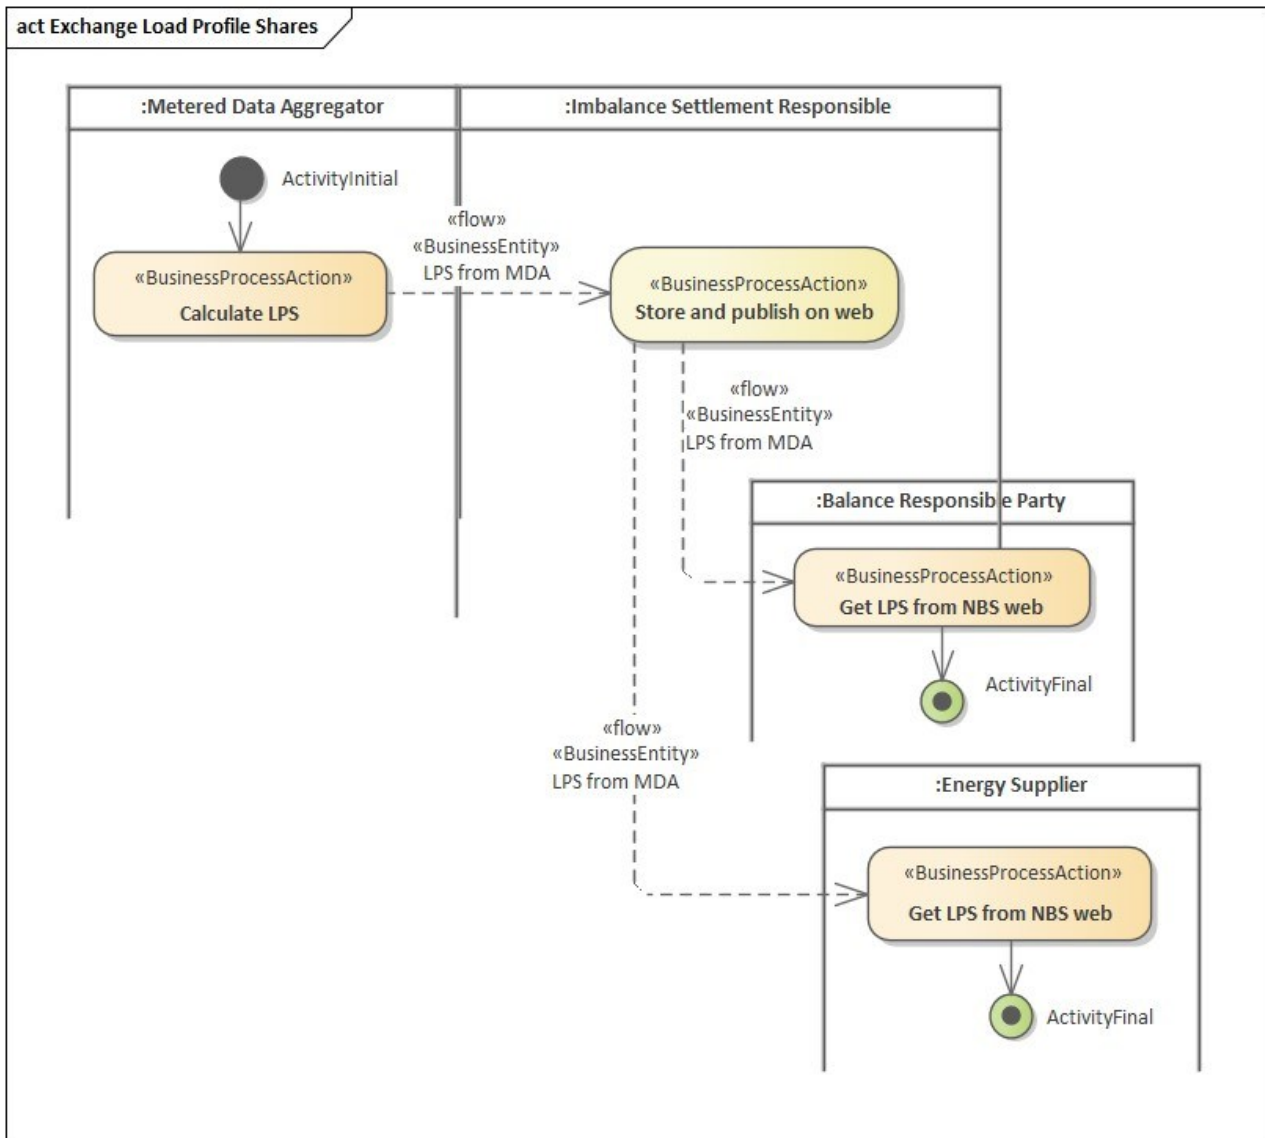 act Exchange Load Profile Shares
:Metered Data Aggregator
:Imbalance Settlement Responsible
ActivityInitial
«flow»
«BusinessEntity»
LPS from MDA
«BusinessProcessAction»
Calculate LPS
«BusinessProcessAction»
Store and publish on web
«flow»
«BusinessEntity»
LPS from MDA
:Balance Responsible Party
«BusinessProcessAction»
Get LPS from NBS web
ActivityFinal
«flow»
«BusinessEntity»
LPS from MDA
:Energy Supplier
«BusinessProcessAction»
Get LPS from NBS web
ActivityFinal